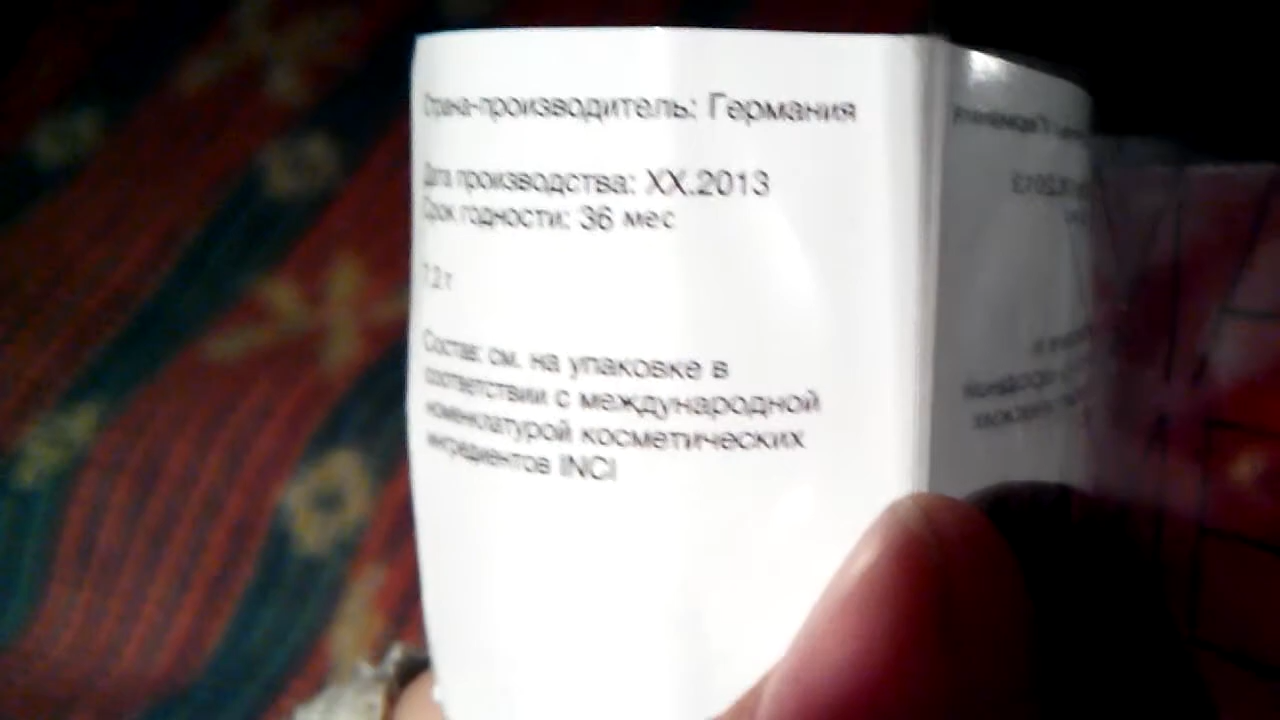 Страна-производитель: Германия
Дата производства: XX.2013
Срок годности: 36 мес
7.2 г
Состав: см. на упаковке в
соответствии с международной
номенклатурой косметических
ингредиентов INCI